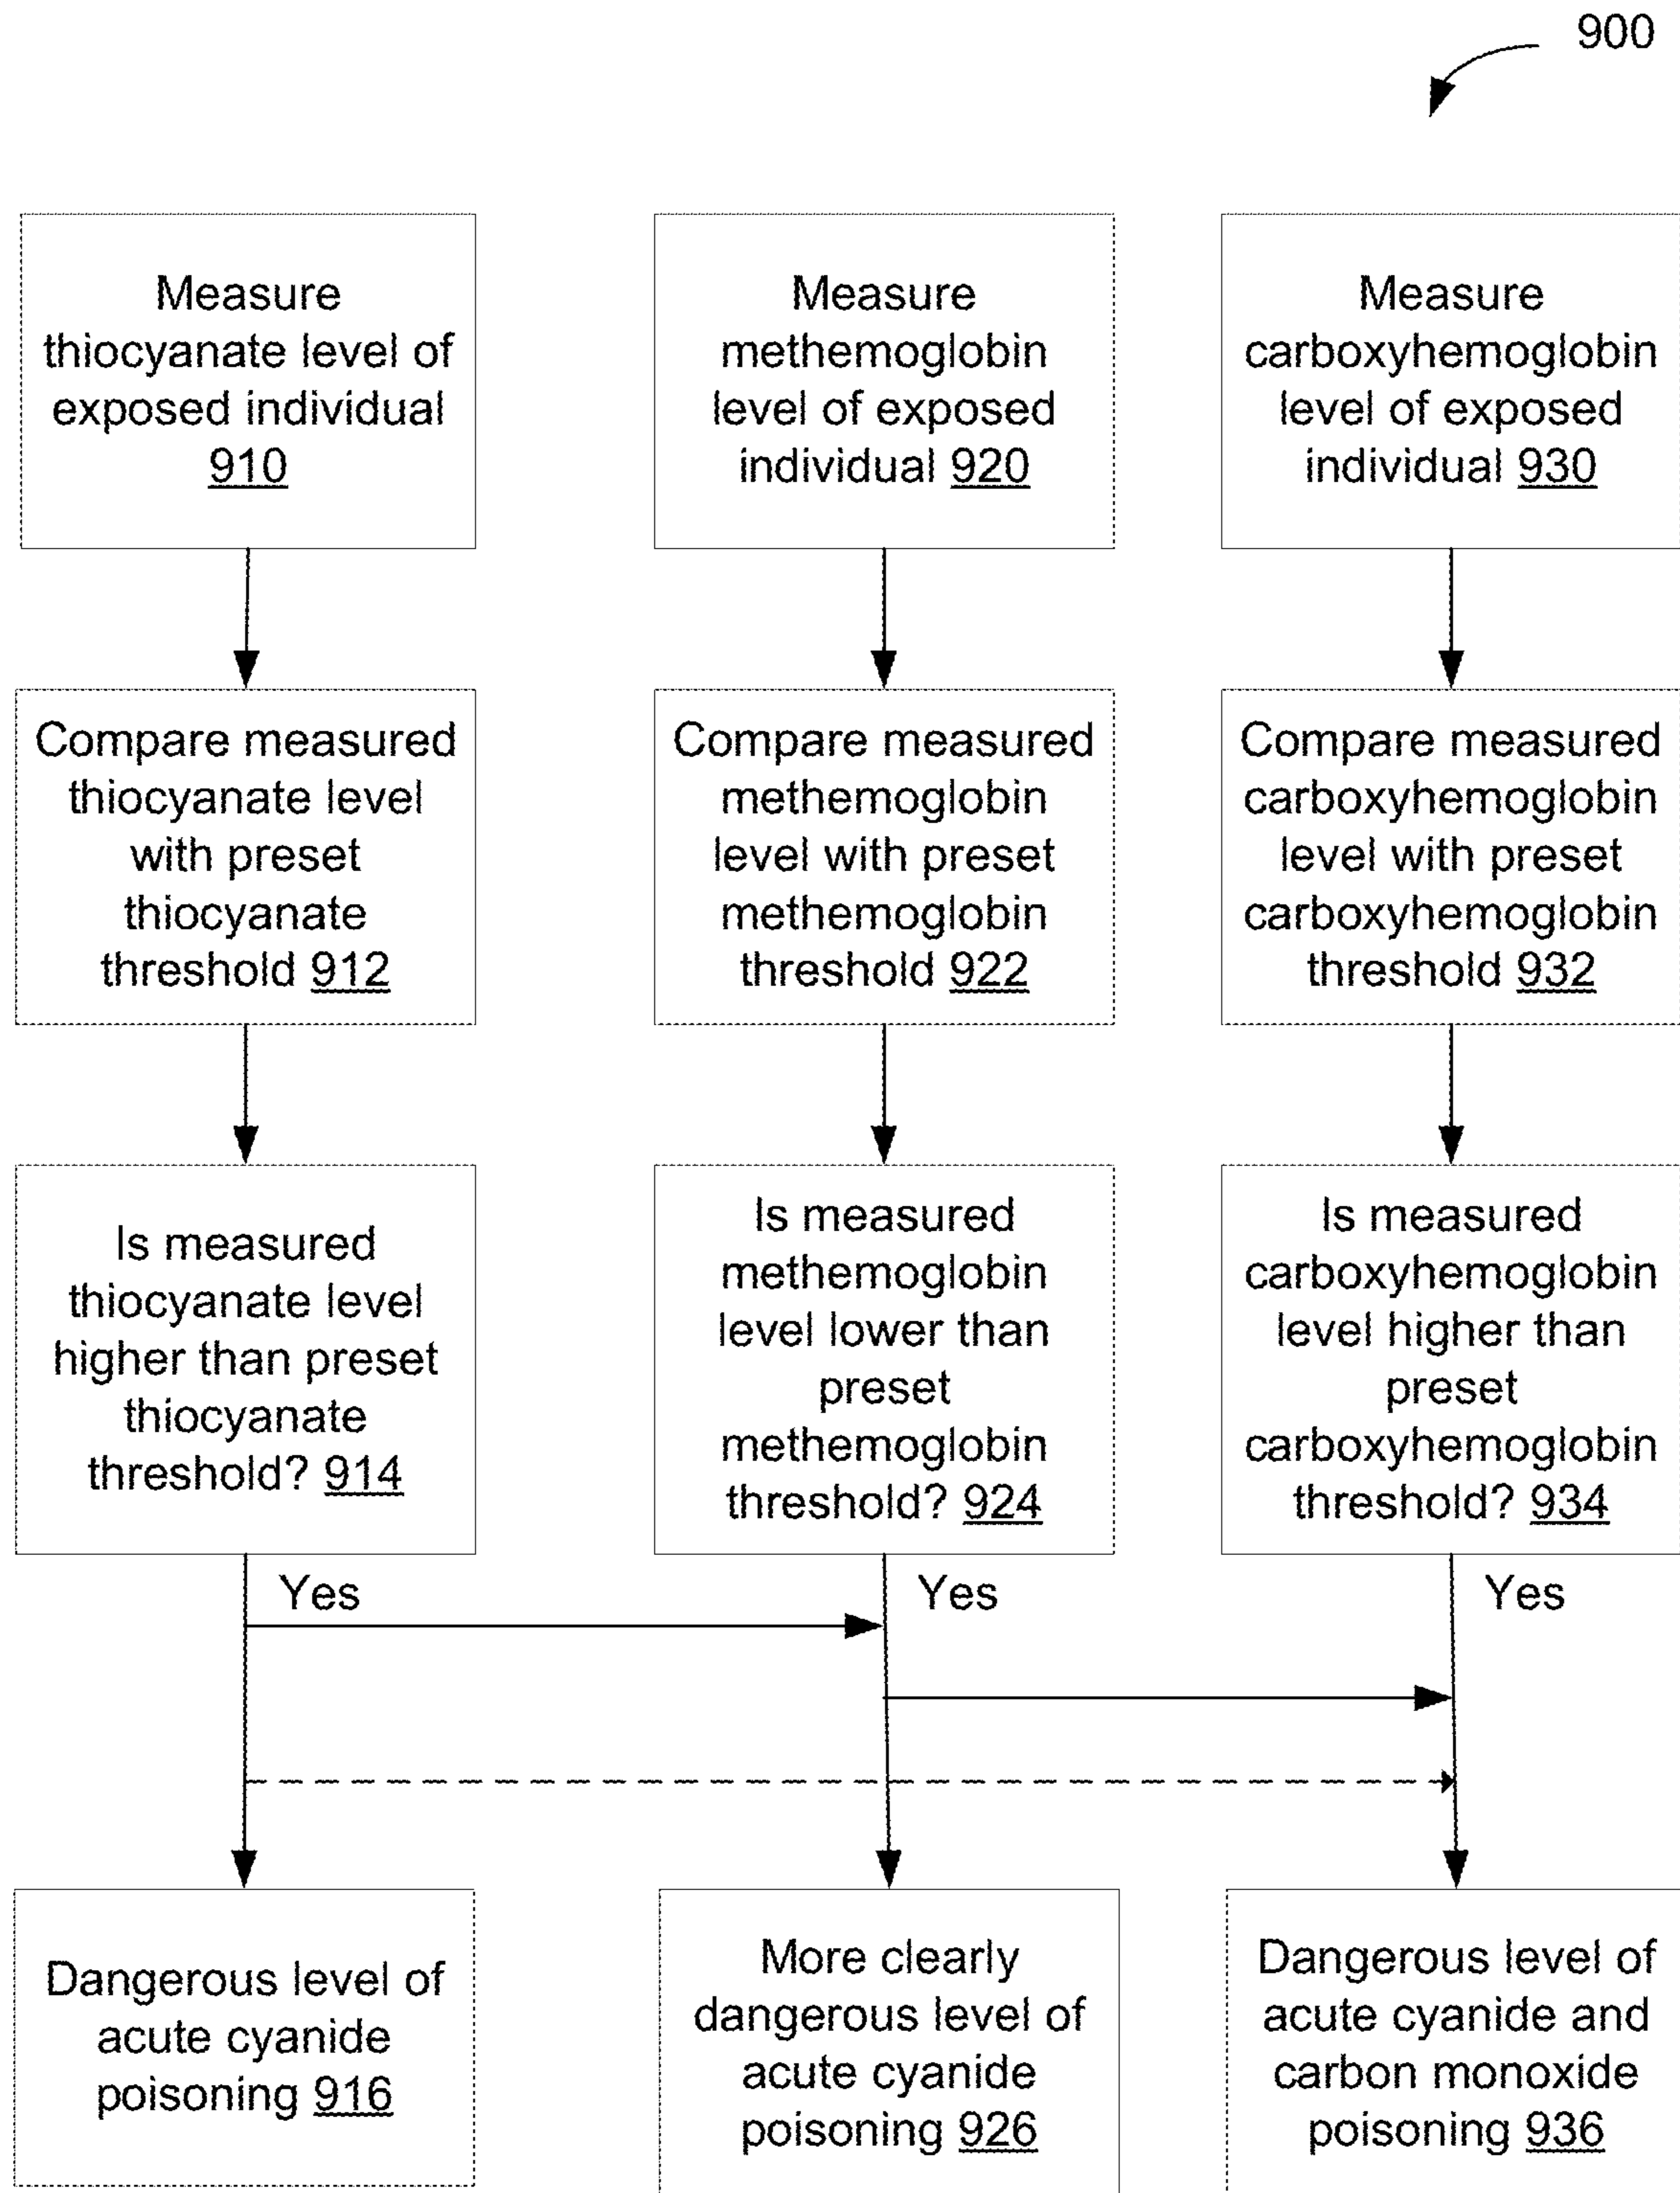 900
Measure
thiocyanate level of
exposed individual
910
Measure
methemoglobin
level of exposed
individual 920
Measure
carboxyhemoglobin
level of exposed
individual 930
Compare measured
thiocyanate level
with preset
thiocyanate
threshold 912
Compare measured
methemoglobin
level with preset
methemoglobin
threshold 922
Compare measured
carboxyhemoglobin
level with preset
carboxyhemoglobin
threshold 932
Is measured
thiocyanate level
higher than preset
thiocyanate
threshold? 914
Is measured
methemoglobin
level lower than
preset
methemoglobin
threshold? 924
Is measured
carboxyhemoglobin
level higher than
preset
carboxyhemoglobin
threshold? 934
Yes
Yes
Yes
Dangerous level of
acute cyanide
poisoning 916
More clearly
dangerous level of
acute cyanide
poisoning 926
Dangerous level of
acute cyanide and
carbon monoxide
poisoning 936